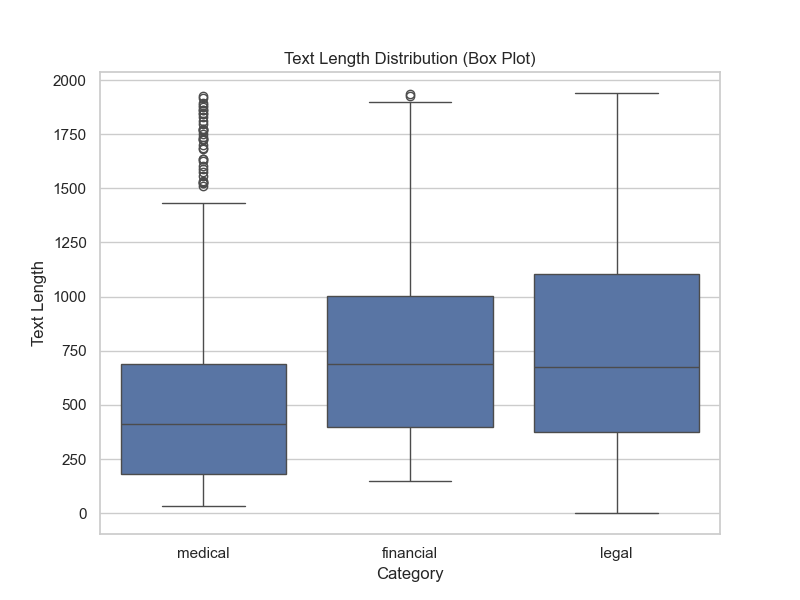 Text Length Distribution (Box Plot)
2000
1750
1500
1250
1000
750
500
250
0
Text Length
medical financial legal
Category